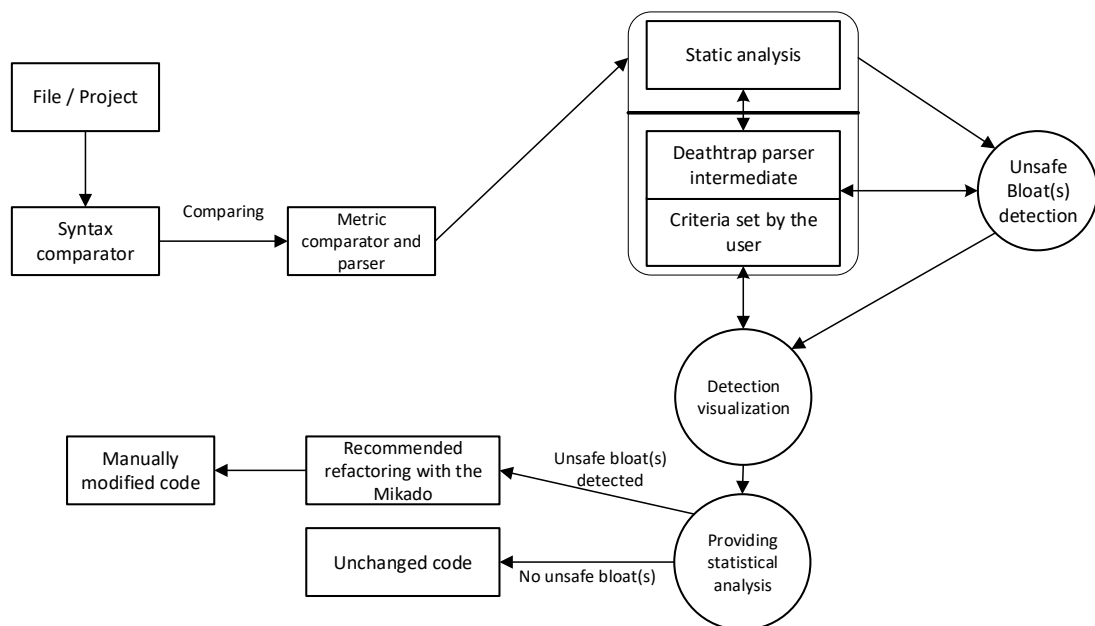 File / Project
Static analysis
Deathtrap parser
intermediate
Criteria set by the
user
Unsafe
Bloat(s)
detection
Syntax
comparator
Comparing
Metric
comparator and
parser
Detection
visualization
Manually
modified code
Recommended
refactoring with the
Mikado
Unsafe bloat(s)
detected
Providing
statistical
analysis
Unchanged code
No unsafe bloat(s)